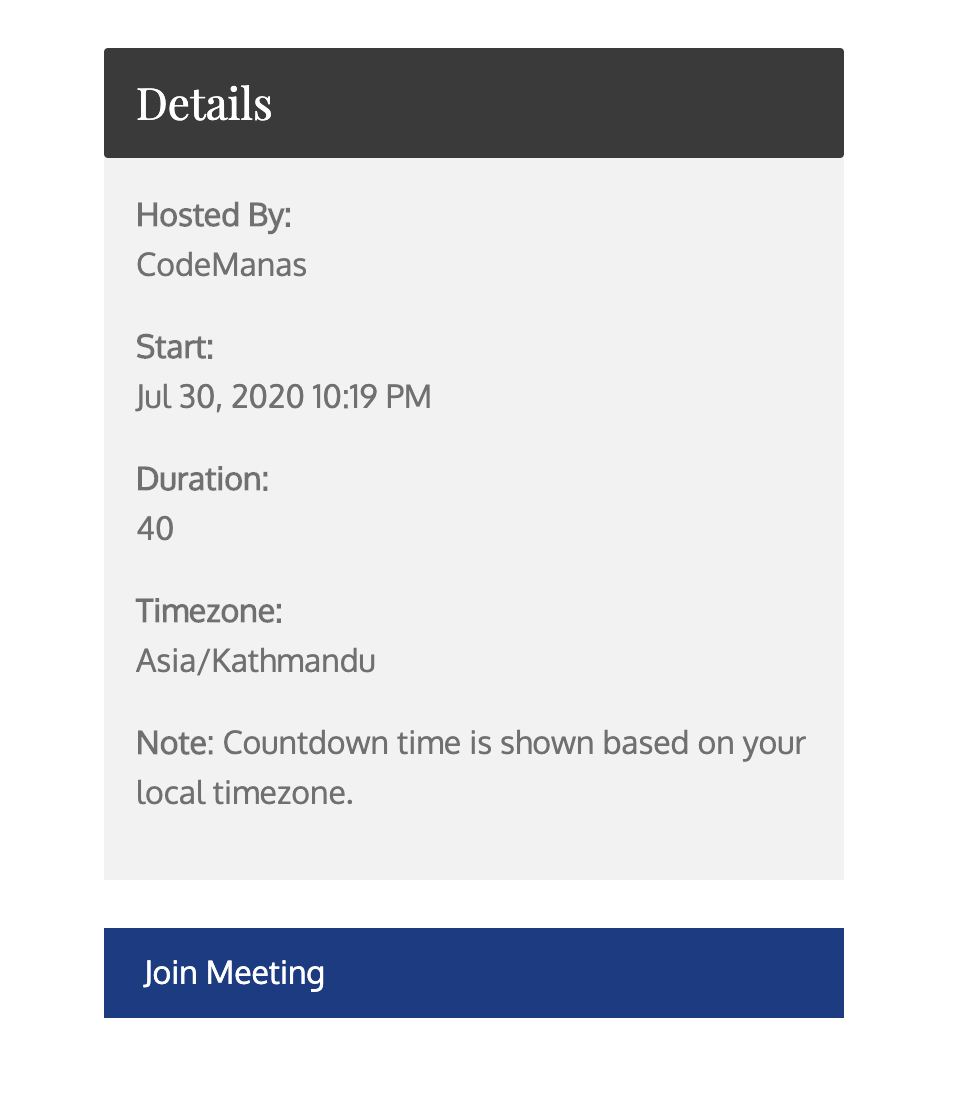 Details
Hosted By:
CodeManas
Start:
Jul 30, 2020 10:19 PM
Duration:
40
Timezone:
Asia/Kathmandu
Note: Countdown time is shown based on your
local timezone.
Join Meeting